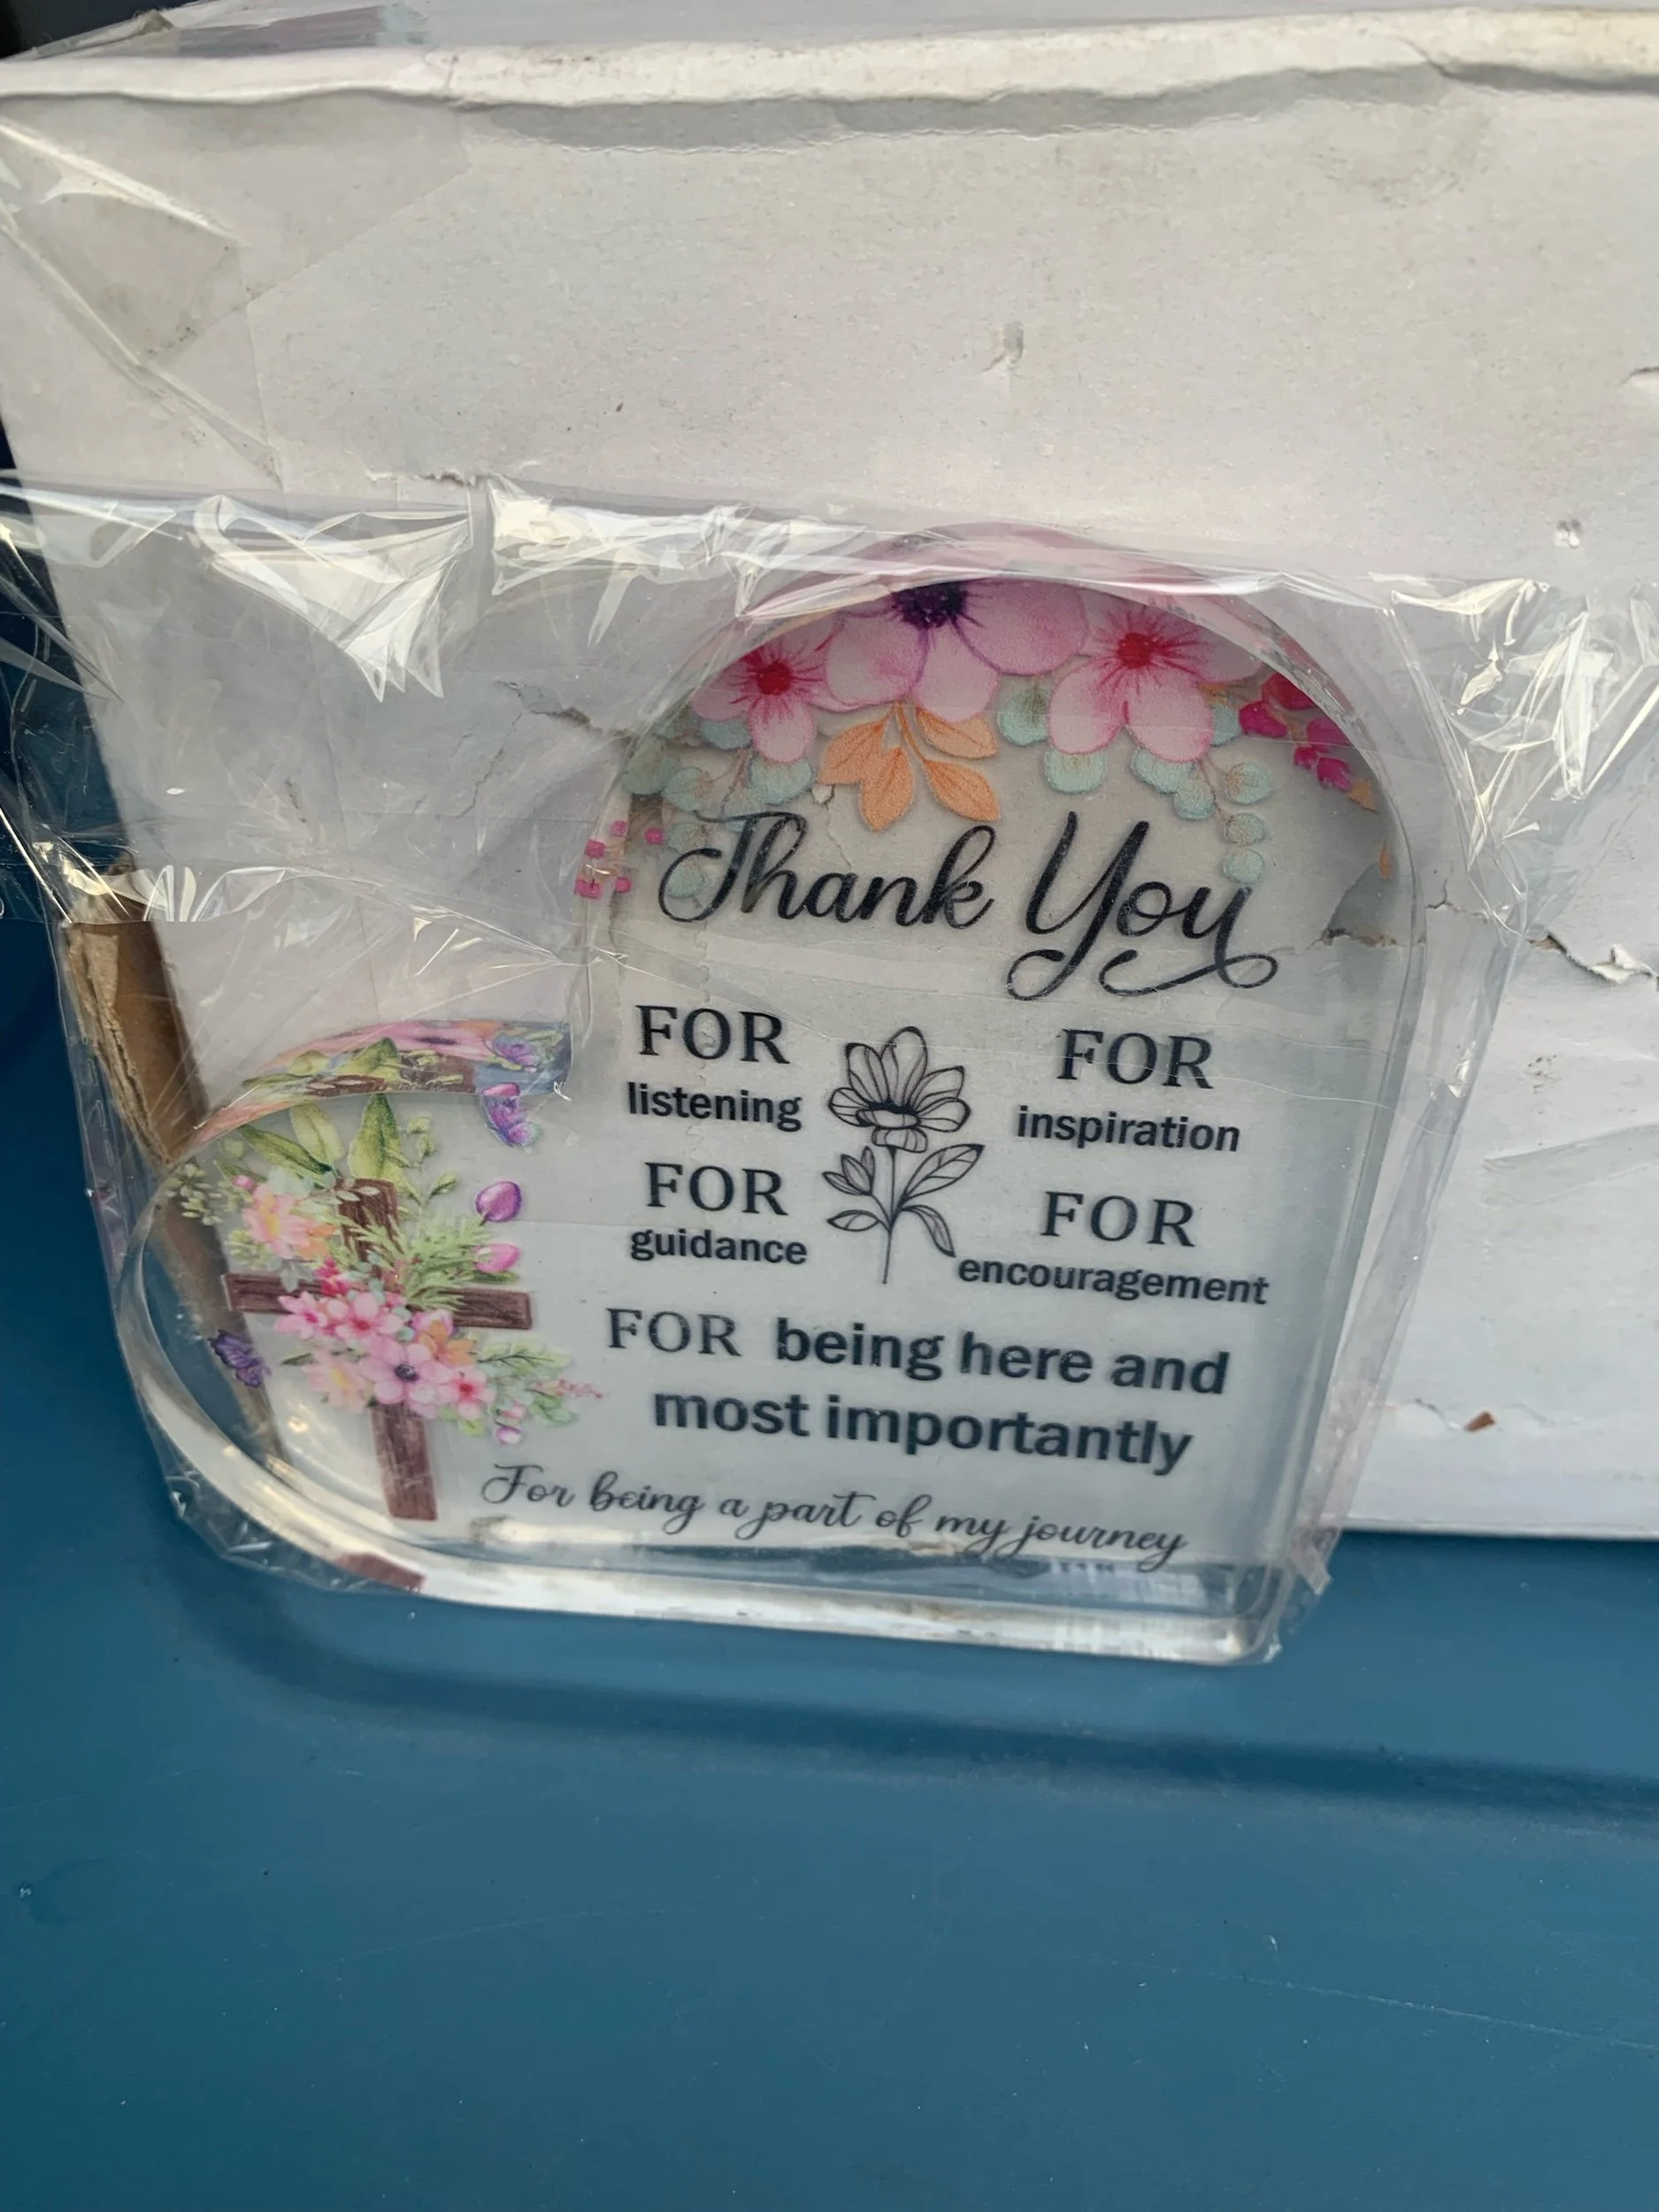 Thank You
FOR
listening
FOR
inspiration
FOR
guidance
FOR
encouragement
FOR being here and
most importantly
For being a part of my journey